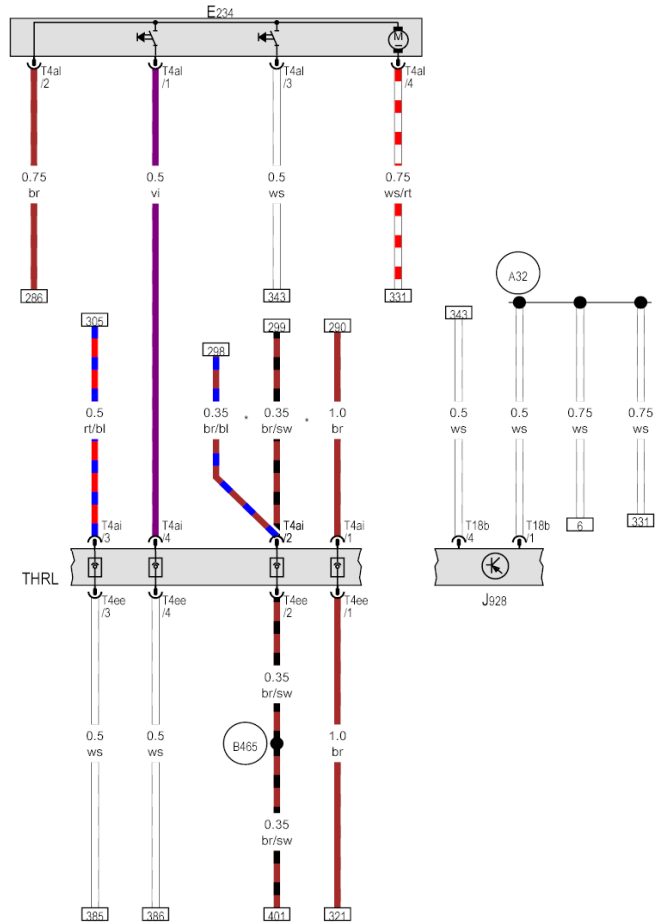 E234
T4al
/2
T4al
/1
T4al
/3
T4al
/4
M
0.75
br
0.5
vi
0.5
ws
0.75
ws/rt
286
343
331
A32
305
298
299
290
343
0.5
rt/bl
0.35
br/bl
*
0.35
br/sw
*
1.0
br
0.5
ws
0.5
ws
0.75
ws
0.75
ws
6
331
T4ai
/3
T4ai
/4
T4ai
/2
T4ai
/1
T18b
/4
T18b
/1
THRL
J928
T4ee
/3
T4ee
/4
T4ee
/2
T4ee
/1
0.35
br/sw
0.5
ws
0.5
ws
B465
1.0
br
0.35
br/sw
385
386
401
321